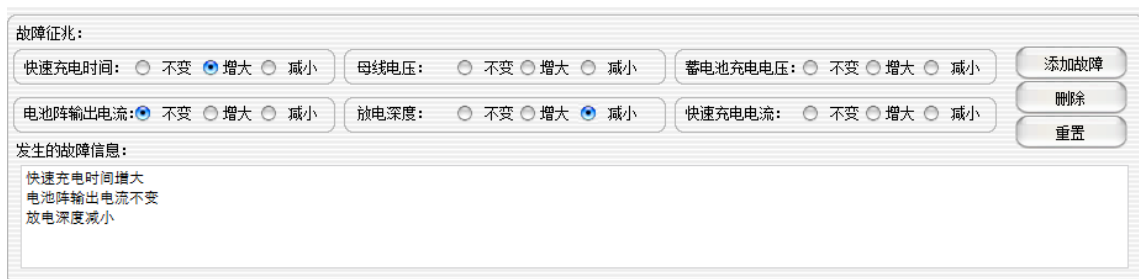 故障征兆:
快速充电时间: 不变 增大 减小 母线电压: 不变 增大 减小 蓄电池充电电压: 不变 增大 减小 添加故障
删除
电池阵输出电流: 不变 增大 减小 放电深度: 不变 增大 减小 快速充电电流: 不变 增大 减小
重置
发生的故障信息:
快速充电时间增大
电池阵输出电流不变
放电深度减小